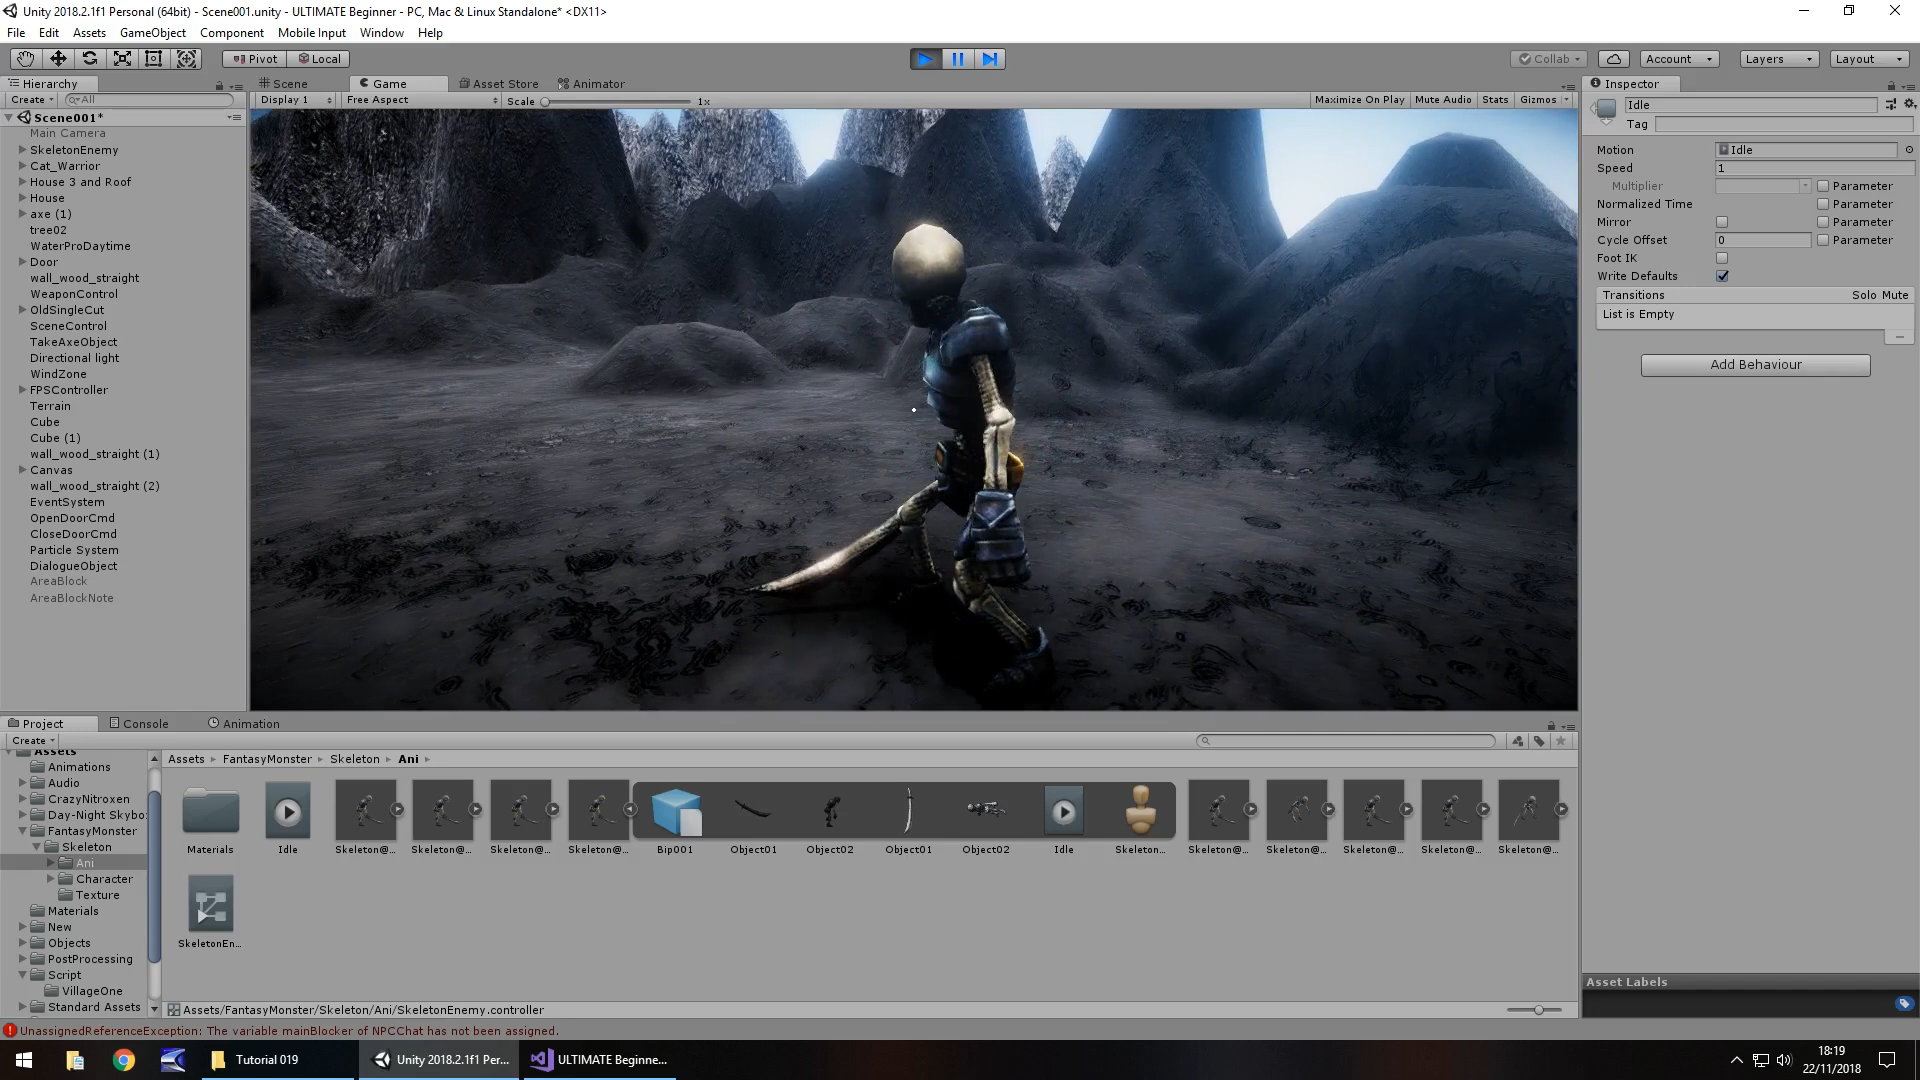 Unity 2018.2.1f1 Personal (64bit) - Scene001.unity - ULTIMATE Beginner - PC, Mac & Linux Standalone* <DX11>
File Edit Assets GameObject Component Mobile Input Window Help
Pivot Local Collab Account Layers Layout
Hierarchy
Create All
Scene001*
Main Camera
SkeletonEnemy
Cat_Warrior
House 3 and Roof
House
axe (1)
tree02
WaterProDaytime
Door
wall_wood_straight
WeaponControl
OldSingleCut
SceneControl
TakeAxeObject
Directional light
WindZone
FPSController
Terrain
Cube
Cube (1)
wall_wood_straight (1)
Canvas
wall_wood_straight (2)
EventSystem
OpenDoorCmd
CloseDoorCmd
Particle System
DialogueObject
AreaBlock
AreaBlockNote
Scene Game Asset Store Animator
Display 1 Free Aspect Scale 1x Maximize On Play Mute Audio Stats Gizmos
Inspector
Idle
Tag
Motion Idle
Speed 1
Multiplier Parameter
Normalized Time Parameter
Mirror Parameter
Cycle Offset 0 Parameter
Foot IK
Write Defaults
Transitions Solo Mute
List is Empty
Add Behaviour
Asset Labels
Project Console Animation
Create
Assets
Animations
Audio
CrazyNitroxen
Day-Night Skybo:
FantasyMonster
Skeleton
Ani
Character
Texture
Materials
New
Objects
PostProcessing
Script
VillageOne
Standard Assets
Assets FantasyMonster Skeleton Ani
Materials Idle Skeleton@... Skeleton@... Skeleton@... Skeleton@... Bip001 Object01 Object02 Object01 Object02 Idle Skeleton... Skeleton@... Skeleton@... Skeleton@... Skeleton@... Skeleton@...
SkeletonEn...
Assets/FantasyMonster/Skeleton/Ani/SkeletonEnemy.controller
UnassignedReferenceException: The variable mainBlocker of NPCChat has not been assigned.
Tutorial 019 Unity 2018.2.1f1 Per... ULTIMATE Beginne...
18:19
22/11/2018